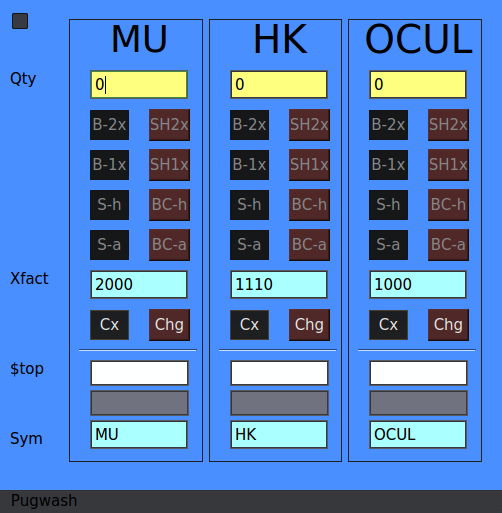 MU HK OCUL
Qty 0 0 0
B-2x SH2x B-2x SH2x B-2x SH2x
B-1x SH1x B-1x SH1x B-1x SH1x
S-h BC-h S-h BC-h S-h BC-h
S-a BC-a S-a BC-a S-a BC-a
Xfact 2000 1110 1000
Cx Chg Cx Chg Cx Chg
$top
Sym MU HK OCUL
Pugwash